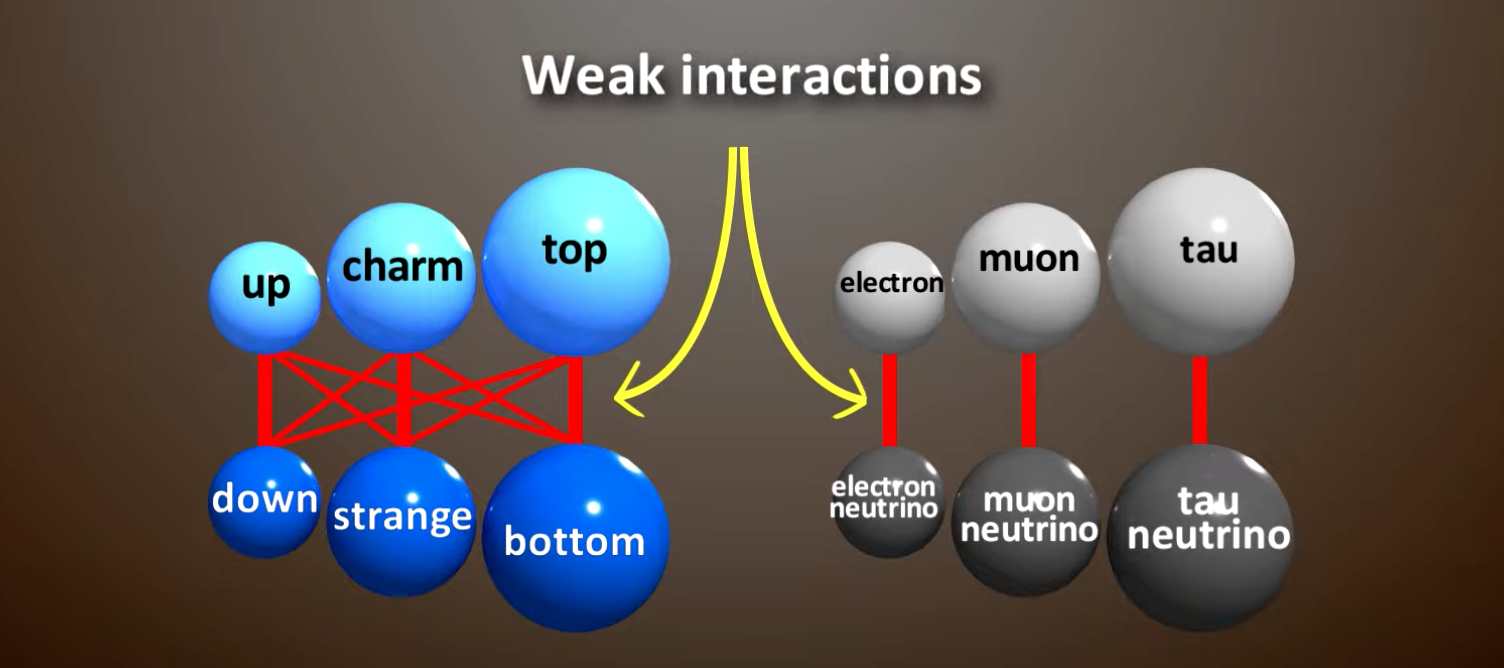 Weak interactions
up
charm
top
electron
muon
tau
down
strange
bottom
electron
neutrino
muon
neutrino
tau
neutrino